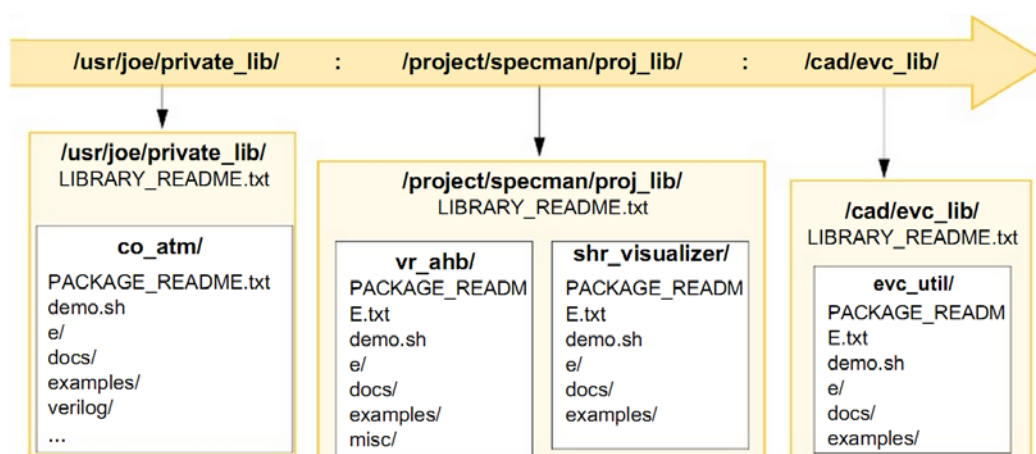 /usr/joe/private_lib/ : /project/specman/proj_lib/ : /cad/evc_lib/
/usr/joe/private_lib/
LIBRARY_README.txt
co_atm/
PACKAGE_README.txt
demo.sh
e/
docs/
examples/
verilog/
...
/project/specman/proj_lib/
LIBRARY_README.txt
vr_ahb/
PACKAGE_READM
E.txt
demo.sh
e/
docs/
examples/
misc/
shr_visualizer/
PACKAGE_READM
E.txt
demo.sh
e/
docs/
examples/
/cad/evc_lib/
LIBRARY_README.txt
evc_util/
PACKAGE_READM
E.txt
demo.sh
e/
docs/
examples/